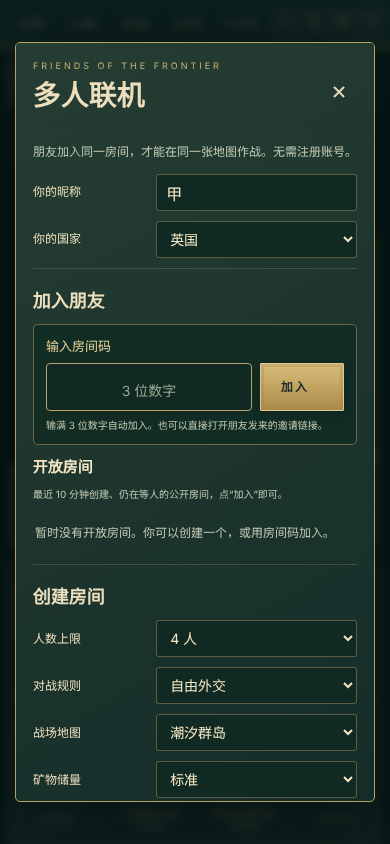 FRIENDS OF THE FRONTIER
多人联机
×
朋友加入同一房间，才能在同一张地图作战。无需注册账号。
你的昵称
甲
你的国家
英国
加入朋友
输入房间码
3 位数字
加入
输满 3 位数字自动加入。也可以直接打开朋友发来的邀请链接。
开放房间
最近 10 分钟创建、仍在等人的公开房间，点“加入”即可。
暂时没有开放房间。你可以创建一个，或用房间码加入。
创建房间
人数上限
4 人
对战规则
自由外交
战场地图
潮汐群岛
矿物储量
标准